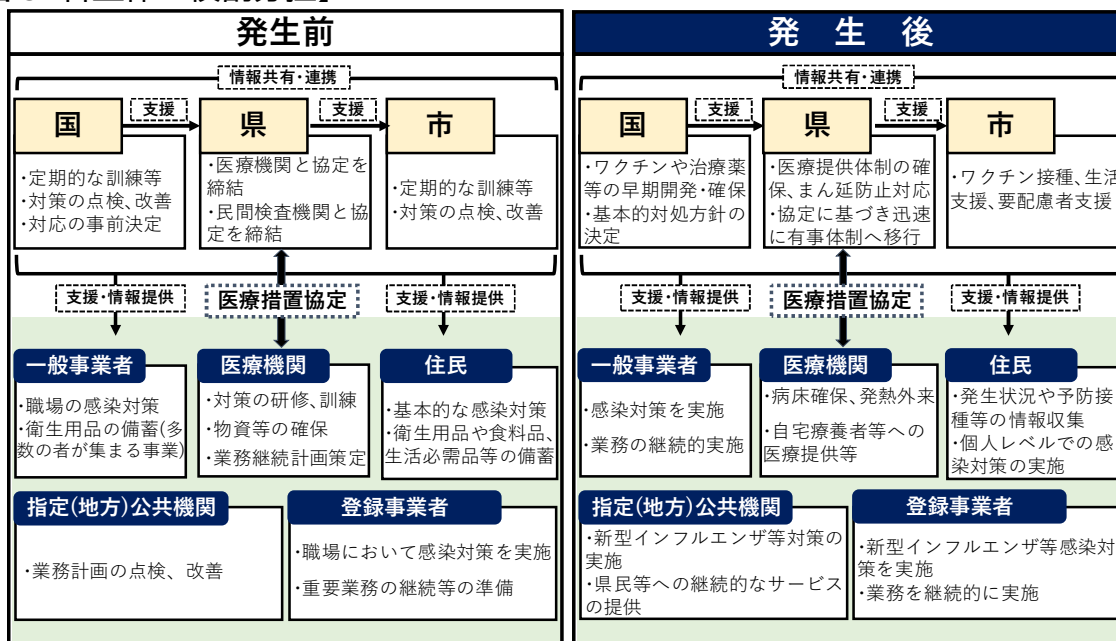 発生前
情報共有・連携
国
支援
県
支援
市
・定期的な訓練等
・対策の点検、改善
・対応の事前決定
・医療機関と協定を
締結
・民間検査機関と協
定を締結
・定期的な訓練等
・対策の点検、改善
支援・情報提供
医療措置協定
支援・情報提供
一般事業者
・職場の感染対策
・衛生用品の備蓄(多
数の者が集まる事業)
医療機関
・対策の研修、訓練
・物資等の確保
・業務継続計画策定
住民
・基本的な感染対策
・衛生用品や食料品、
生活必需品等の備蓄
指定(地方)公共機関
・業務計画の点検、改善
登録事業者
・職場において感染対策を実施
・重要業務の継続等の準備
発生後
情報共有・連携
国
支援
県
支援
市
・ワクチンや治療薬
等の早期開発・確保
・基本的対処方針の
決定
・医療提供体制の確
保、まん延防止対応
・協定に基づき迅速
に有事体制へ移行
・ワクチン接種、生活
支援、要配慮者支援
支援・情報提供
医療措置協定
支援・情報提供
一般事業者
・感染対策を実施
・業務の継続的実施
医療機関
・病床確保、発熱外来
・自宅療養者等への
医療提供等
住民
・発生状況や予防接
種等の情報収集
・個人レベルでの感
染対策の実施
指定(地方)公共機関
・新型インフルエンザ等対策の
実施
・県民等への継続的なサービス
の提供
登録事業者
・新型インフルエンザ等感染対
策を実施
・業務を継続的に実施